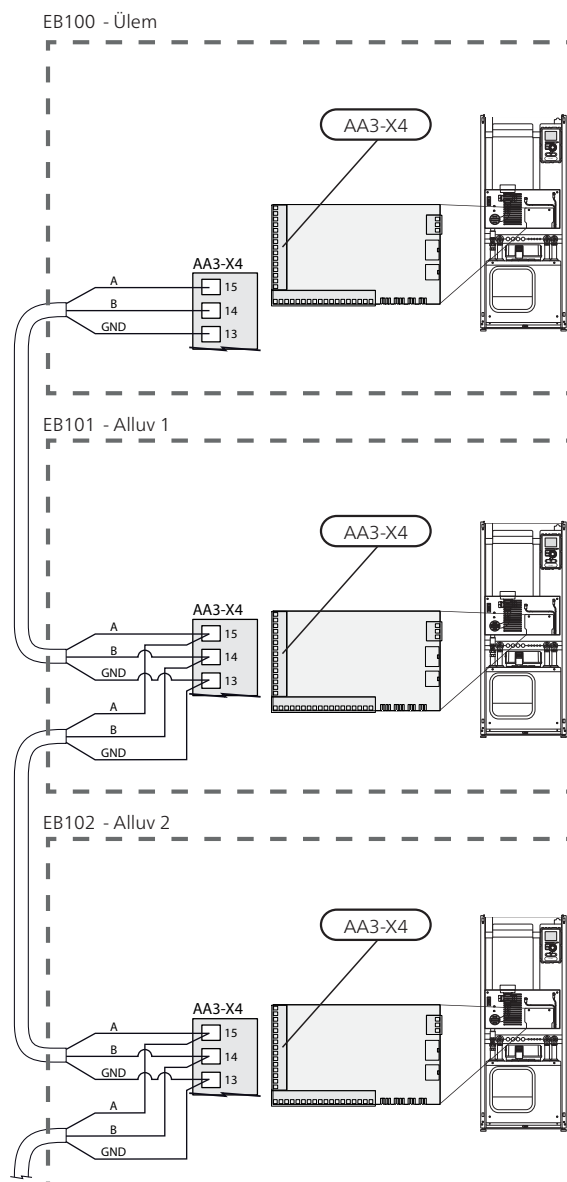 EB100 - Ülem
AA3-X4
AA3-X4
A
15
B
14
GND
13
EB101 - Alluv 1
AA3-X4
AA3-X4
A
15
B
14
GND
13
A
B
GND
EB102 - Alluv 2
AA3-X4
AA3-X4
A
15
B
14
GND
13
A
B
GND